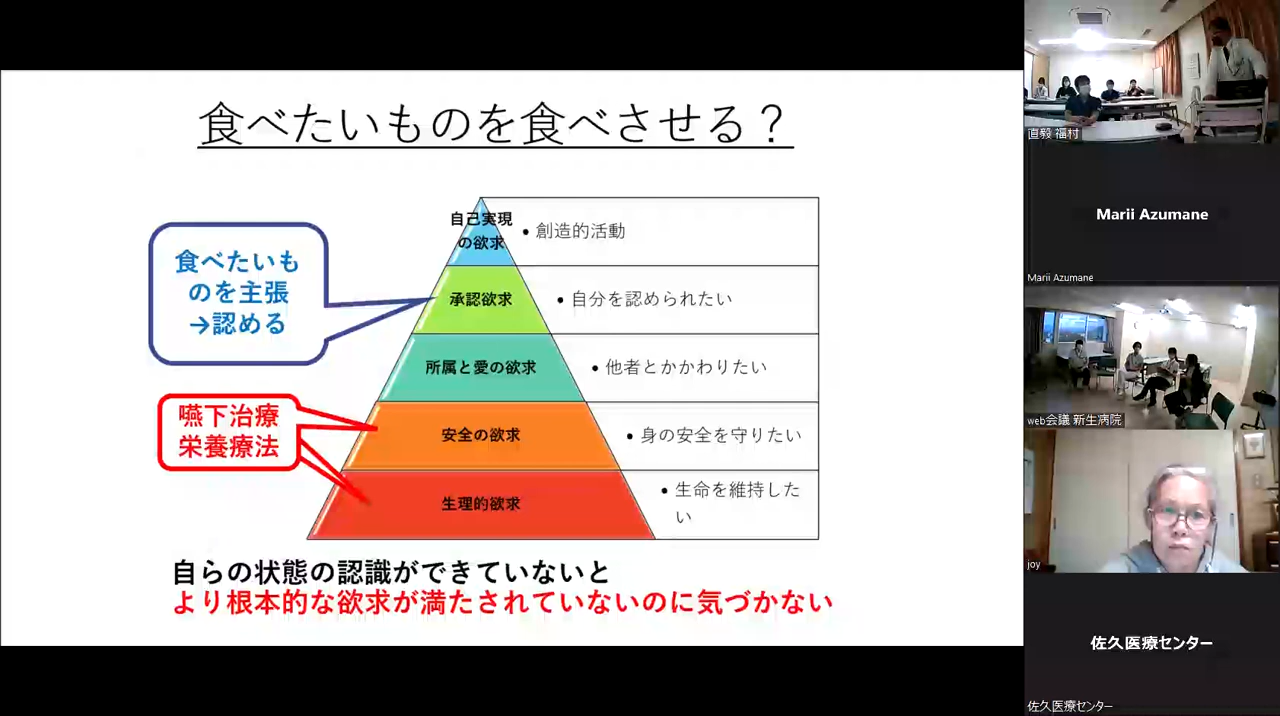 食べたいものを食べさせる？
自己実現
の欲求
• 創造的活動
食べたいも
のを主張
→認める
承認欲求
• 自分を認められたい
所属と愛の欲求
• 他者とかかわりたい
嚥下治療
栄養療法
安全の欲求
• 身の安全を守りたい
生理的欲求
• 生命を維持した
い
自らの状態の認識ができていないと
より根本的な欲求が満たされていないのに気づかない
直毅 福村
Marii Azumane
Marii Azumane
web会議 新生病院
joy
佐久医療センター
佐久医療センター